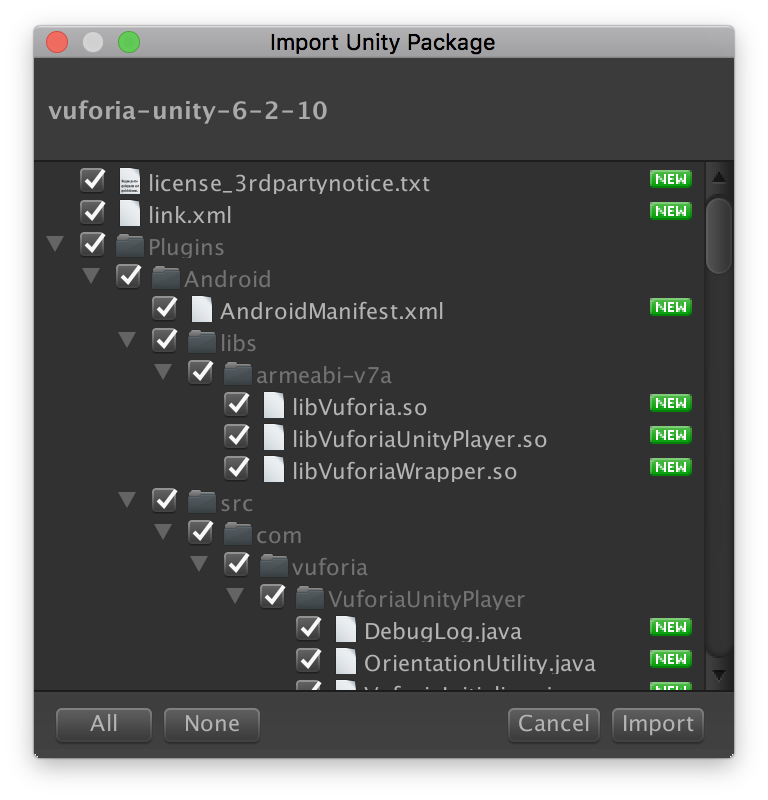 Import Unity Package
vuforia-unity-6-2-10
license_3rdpartynotice.txt NEW
link.xml NEW
Plugins
Android
AndroidManifest.xml NEW
libs
armeabi-v7a
libVuforia.so NEW
libVuforiaUnityPlayer.so NEW
libVuforiaWrapper.so NEW
src
com
vuforia
VuforiaUnityPlayer
DebugLog.java NEW
OrientationUtility.java NEW
NEW
All None Cancel Import